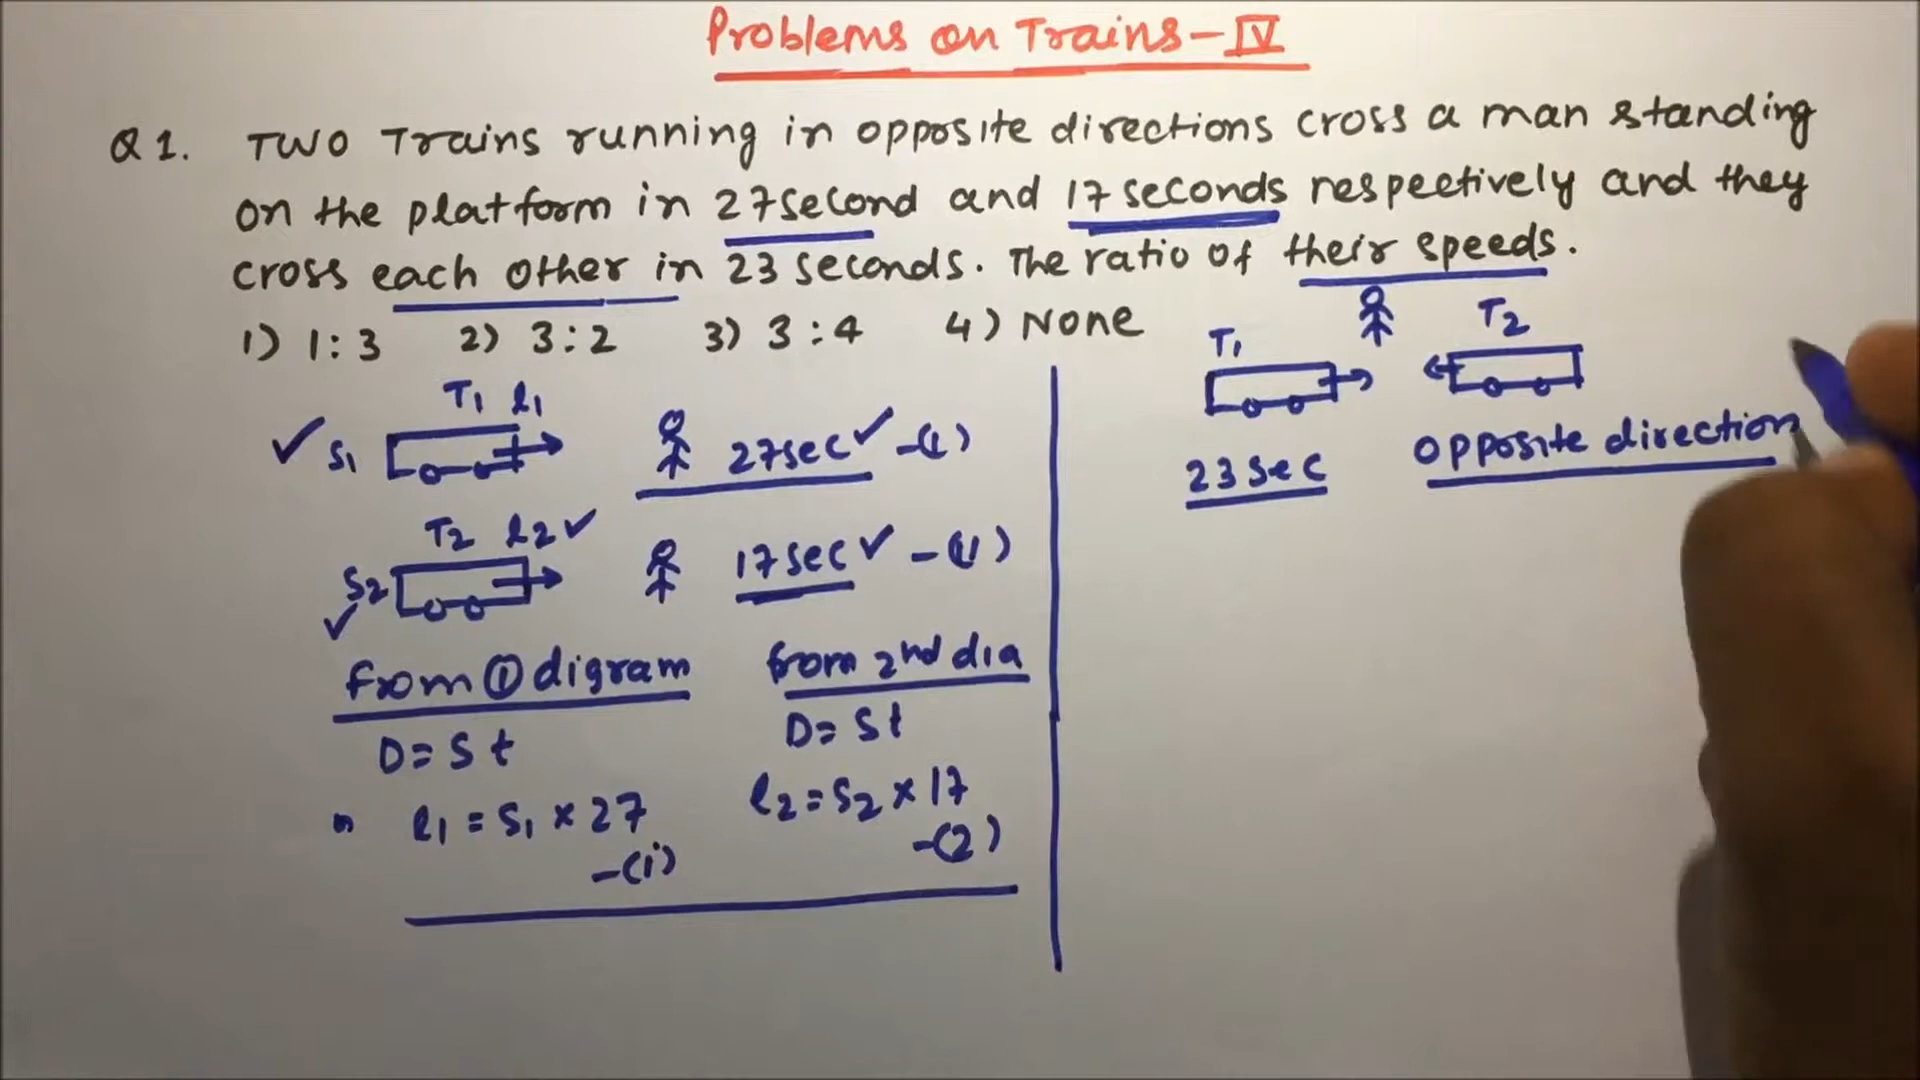 Problems on Trains-IV
Q1. Two Trains running in opposite directions cross a man standing
on the platform in 27second and 17 seconds respectively and they
cross each other in 23 seconds. The ratio of their speeds.
1) 1:3 2) 3:2 3) 3:4 4) None
T1 l1
S1 27sec -(1)
T2 l2
S2 17sec -(11)
from ① digram
D= S t
l1 = S1 × 27
-(1)
from 2nd dia
D= St
l2=S2 × 17
-(2)
T1 T2
23 Sec opposite direction